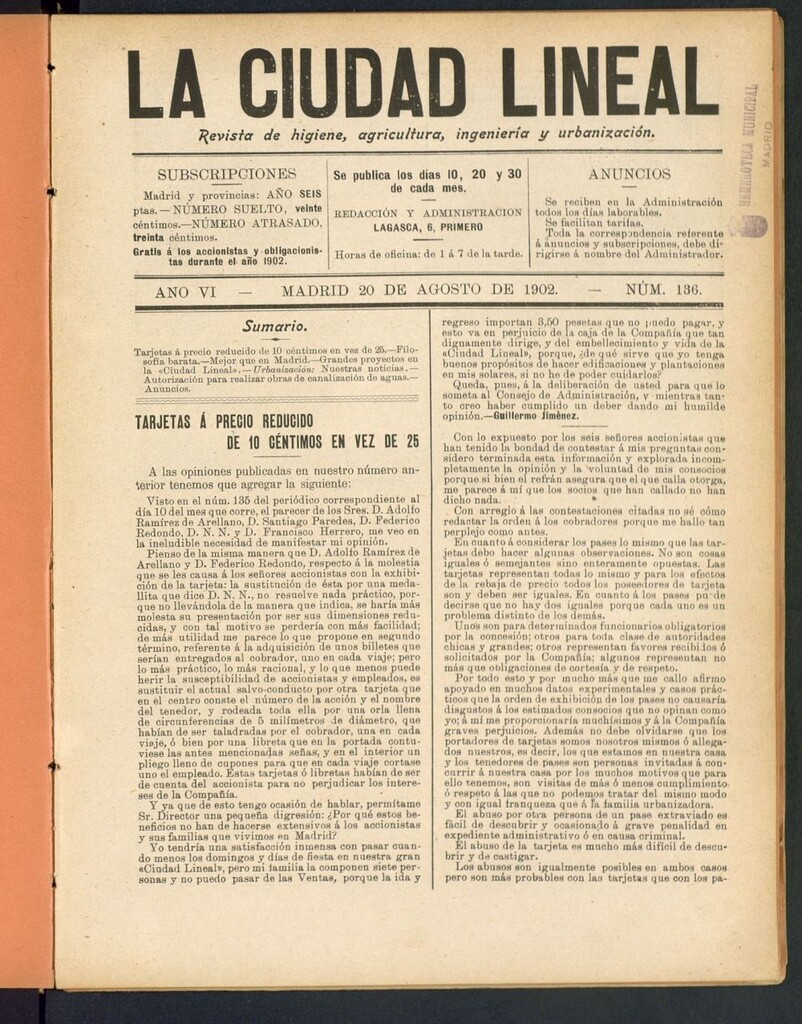 LA CIUDAD LINEAL
Revista de higiene, agricultura, ingeniería y urbanización.
SUBSCRIPCIONES
Madrid y provincias: AÑO SEIS
ptas.—NÚMERO SUELTO, veinte
céntimos.—NÚMERO ATRASADO,
treinta céntimos.
Gratis á los accionistas y obligacionis-
tas durante el año 1902.
Se publica los días 10, 20 y 30
de cada mes.
REDACCIÓN Y ADMINISTRACION
LAGASCA, 6, PRIMERO
Horas de oficina: de 1 á 7 de la tarde.
ANUNCIOS
Se reciben en la Administración
todos los días laborables.
Se facilitan tarifas.
Toda la correspondencia referente
á anuncios y subscripciones, debe di-
rigirse á nombre del Administrador.
HEMEROTECA MUNICIPAL
MADRID
AÑO VI — MADRID 20 DE AGOSTO DE 1902. — NÚM. 136.
Sumario.
Tarjetas á precio reducido de 10 céntimos en vez de 25.—Filo-
sofía barata.—Mejor que en Madrid.—Grandes proyectos en
la «Ciudad Lineal».—Urbanización: Nuestras noticias.—
Autorización para realizar obras de canalización de aguas.—
Anuncios.
TARJETAS Á PRECIO REDUCIDO
DE 10 CÉNTIMOS EN VEZ DE 25
A las opiniones publicadas en nuestro número an-
terior tenemos que agregar la siguiente:
Visto en el núm. 135 del periódico correspondiente al
día 10 del mes que corre, el parecer de los Sres. D. Adolfo
Ramírez de Arellano, D. Santiago Paredes, D. Federico
Redondo, D. N. N. y D. Francisco Herrero, me veo en
la ineludible necesidad de manifestar mi opinión.
Pienso de la misma manera que D. Adolfo Ramírez de
Arellano y D. Federico Redondo, respecto á la molestia
que se les causa á los señores accionistas con la exhibi-
ción de la tarjeta: la sustitución de ésta por una meda-
llita que dice D. N. N., no resuelve nada práctico, por-
que no llevándola de la manera que indica, se haría más
molesta su presentación por ser sus dimensiones redu-
cidas, y con tal motivo se perdería con más facilidad;
de más utilidad me parece lo que propone en segundo
término, referente á la adquisición de unos billetes que
serían entregados al cobrador, uno en cada viaje; pero
lo más práctico, lo más racional, y lo que menos puede
herir la susceptibilidad de accionistas y empleados, es
sustituir el actual salvo-conducto por otra tarjeta que
en el centro conste el número de la acción y el nombre
del tenedor, y rodeada toda ella por una orla llena
de circunferencias de 5 milímetros de diámetro, que
habían de ser taladradas por el cobrador, una en cada
viaje, ó bien por una libreta que en la portada contu-
viese las antes mencionadas señas, y en el interior un
pliego lleno de cupones para que en cada viaje cortase
uno el empleado. Estas tarjetas ó libretas habían de ser
de cuenta del accionista para no perjudicar los intere-
ses de la Compañía.
Y ya que de esto tengo ocasión de hablar, permítame
Sr. Director una pequeña digresión: ¿Por qué estos be-
neficios no han de hacerse extensivos á los accionistas
y sus familias que vivimos en Madrid?
Yo tendría una satisfacción inmensa con pasar cuan-
do menos los domingos y días de fiesta en nuestra gran
«Ciudad Lineal», pero mi familia la componen siete per-
sonas y no puedo pasar de las Ventas, porque la ida y
regreso importan 3,50 pesetas que no puedo pagar, y
esto va en perjuicio de la caja de la Compañía que tan
dignamente dirige, y del embellecimiento y vida de la
«Ciudad Lineal», porque, ¿de qué sirve que yo tenga
buenos propósitos de hacer edificaciones y plantaciones
en mis solares, si no he de poder cuidarlos?
Queda, pues, á la deliberación de usted para que lo
someta al Consejo de Administración, y mientras tan-
to creo haber cumplido un deber dando mi humilde
opinión.—Guillermo Jiménez.
Con lo expuesto por los seis señores accionistas que
han tenido la bondad de contestar á mis preguntas con-
sidero terminada esta información y explorada incom-
pletamente la opinión y la voluntad de mis consocios
porque si bien el refrán asegura que el que calla otorga,
me parece á mí que los socios que han callado no han
dicho nada.
Con arreglo á las contestaciones citadas no sé cómo
redactar la orden á los cobradores porque me hallo tan
perplejo como antes.
En cuanto á considerar los pases lo mismo que las tar-
jetas debo hacer algunas observaciones. No son cosas
iguales ó semejantes sino enteramente opuestas. Las
tarjetas representan todas lo mismo y para los efectos
de la rebaja de precio todos los poseedores de tarjeta
son y deben ser iguales. En cuanto á los pases puede
decirse que no hay dos iguales porque cada uno es un
problema distinto de los demás.
Unos son para determinados funcionarios obligatorios
por la concesión; otros para toda clase de autoridades
chicas y grandes; otros representan favores recibidos ó
solicitados por la Compañía; algunos representan no
más que obligaciones de cortesía y de respeto.
Por todo esto y por mucho más que me callo afirmo
apoyado en muchos datos experimentales y casos prác-
ticos que la orden de exhibición de los pases no causaría
disgustos á los estimados consocios que no opinan como
yo; á mí me proporcionaría muchísimos y á la Compañía
graves perjuicios. Además no debe olvidarse que los
portadores de tarjetas somos nosotros mismos ó allega-
dos nuestros, es decir, los que estamos en nuestra casa
y los tenedores de pases son personas invitadas á con-
currir á nuestra casa por los muchos motivos que para
ello tenemos, son visitas de más ó menos cumplimiento
ó respeto á las que no podemos tratar del mismo modo
y con igual franqueza que á la familia urbanizadora.
El abuso por otra persona de un pase extraviado es
fácil de descubrir y ocasionado á grave penalidad en
expediente administrativo ó en causa criminal.
El abuso de la tarjeta es mucho más difícil de descu-
brir y de castigar.
Los abusos son igualmente posibles en ambos casos
pero son más probables con las tarjetas que con los pa-